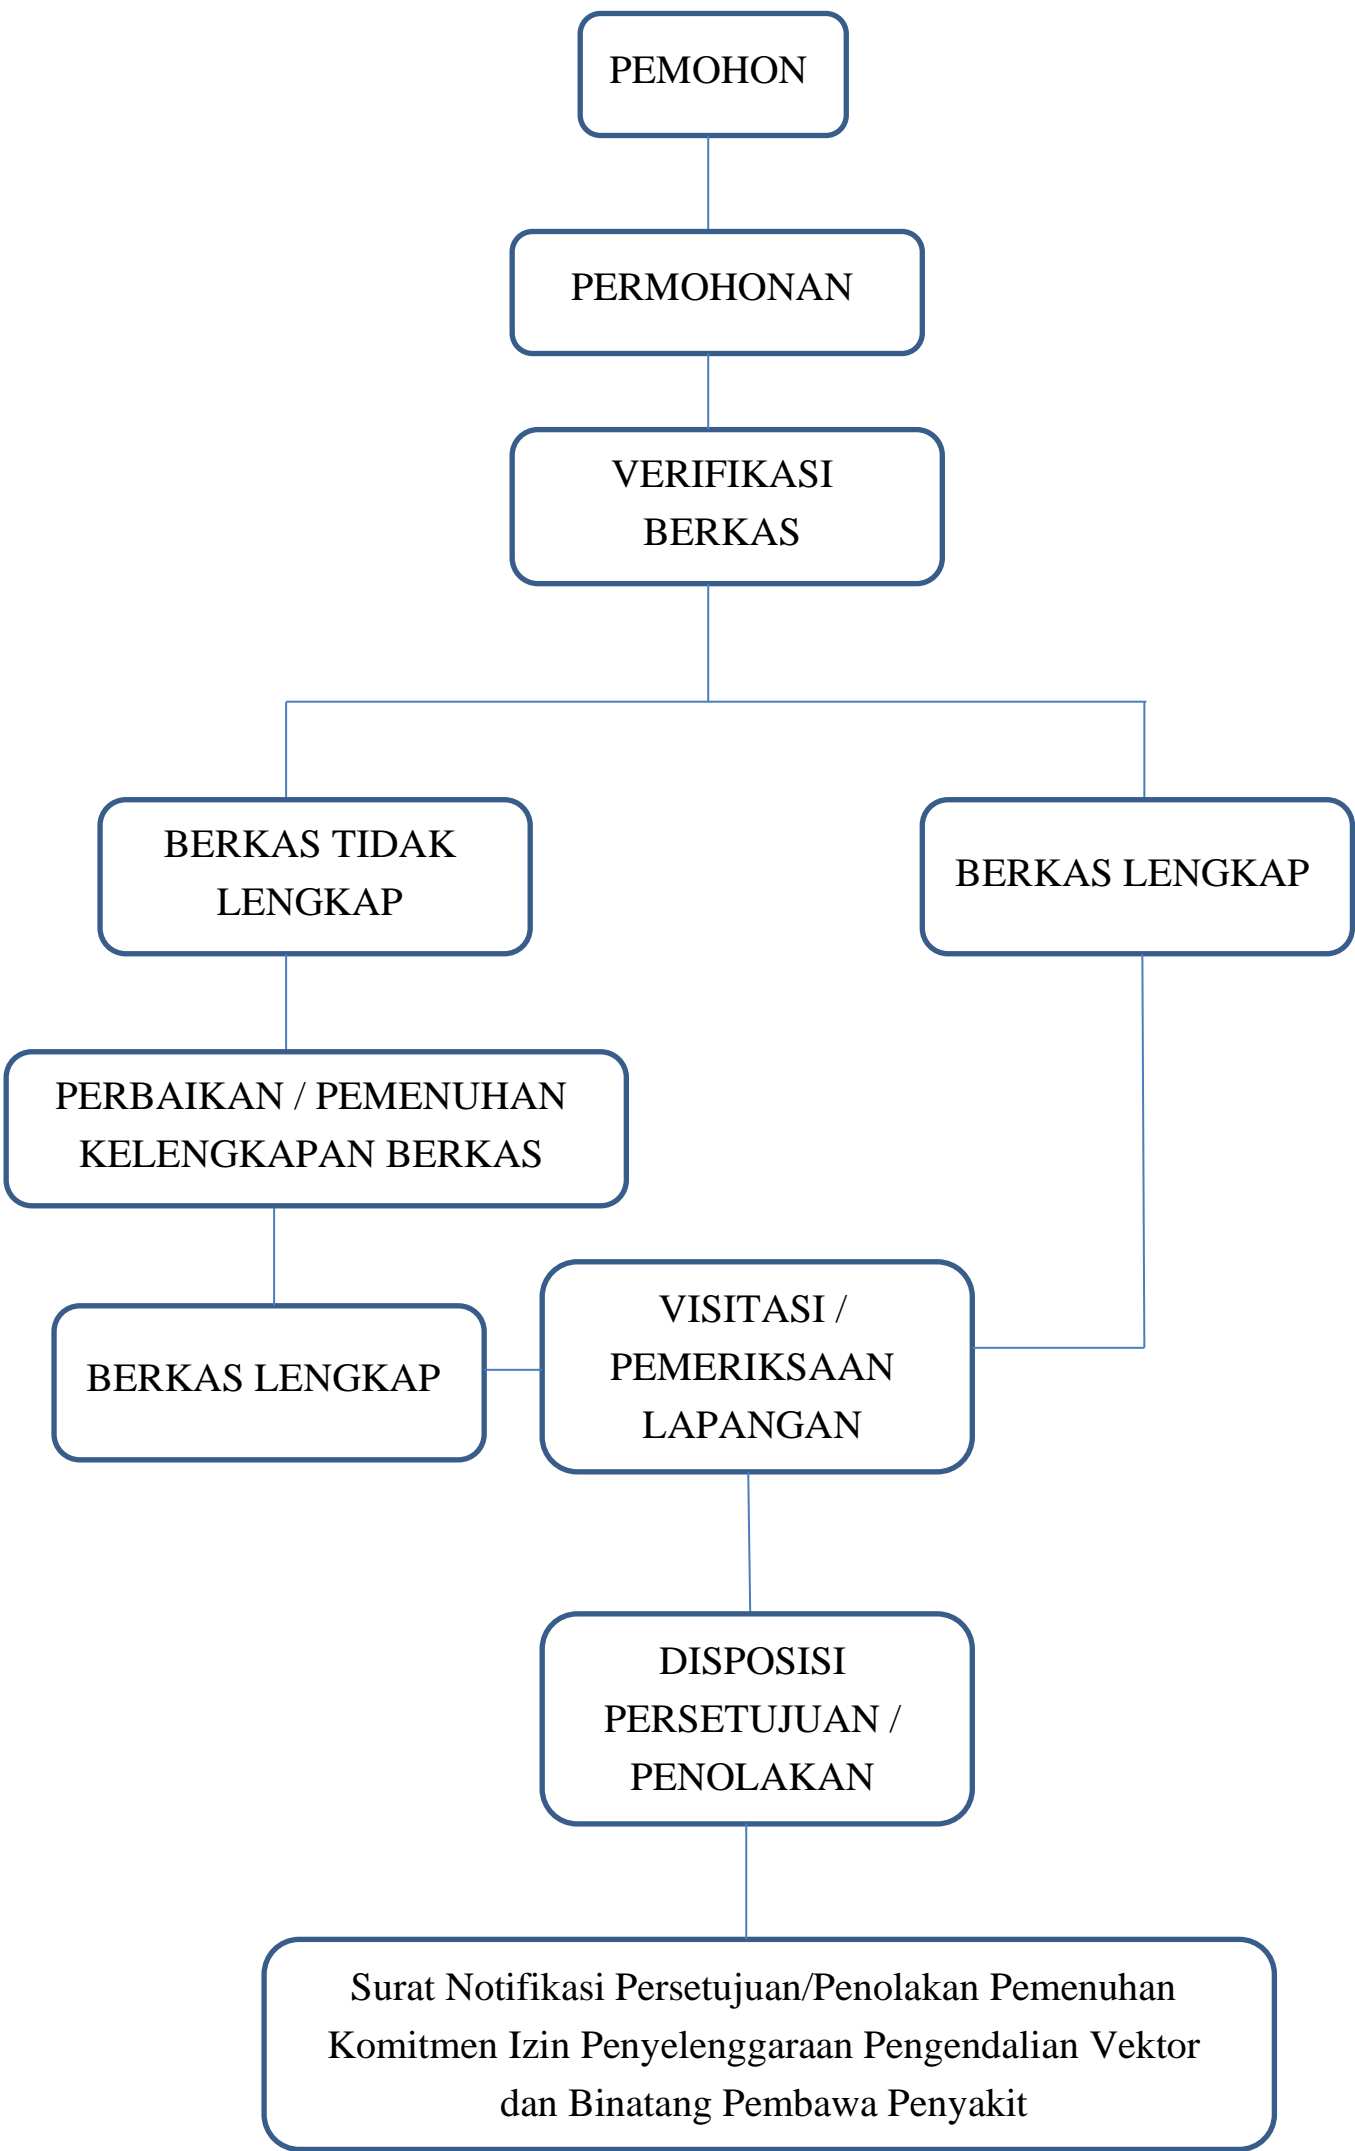 PEMOHON
PERMOHONAN
VERIFIKASI
BERKAS
BERKAS TIDAK
LENGKAP
BERKAS LENGKAP
PERBAIKAN / PEMENUHAN
KELENGKAPAN BERKAS
BERKAS LENGKAP
VISITASI /
PEMERIKSAAN
LAPANGAN
DISPOSISI
PERSETUJUAN /
PENOLAKAN
Surat Notifikasi Persetujuan/Penolakan Pemenuhan
Komitmen Izin Penyelenggaraan Pengendalian Vektor
dan Binatang Pembawa Penyakit